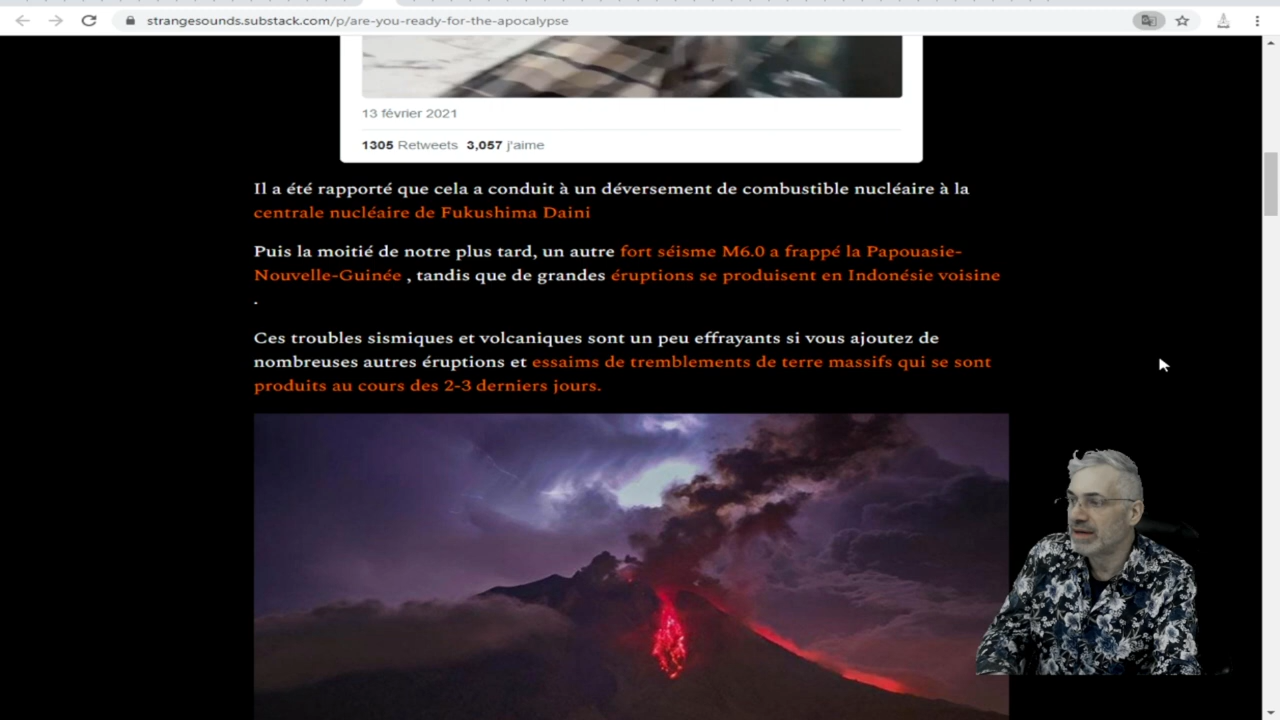 strangesounds.substack.com/p/are-you-ready-for-the-apocalypse
13 février 2021
1305 Retweets 3,057 j'aime
Il a été rapporté que cela a conduit à un déversement de combustible nucléaire à la
centrale nucléaire de Fukushima Daini
Puis la moitié de notre plus tard, un autre fort séisme M6.0 a frappé la Papouasie-
Nouvelle-Guinée , tandis que de grandes éruptions se produisent en Indonésie voisine
.
Ces troubles sismiques et volcaniques sont un peu effrayants si vous ajoutez de
nombreuses autres éruptions et essaims de tremblements de terre massifs qui se sont
produits au cours des 2-3 derniers jours.